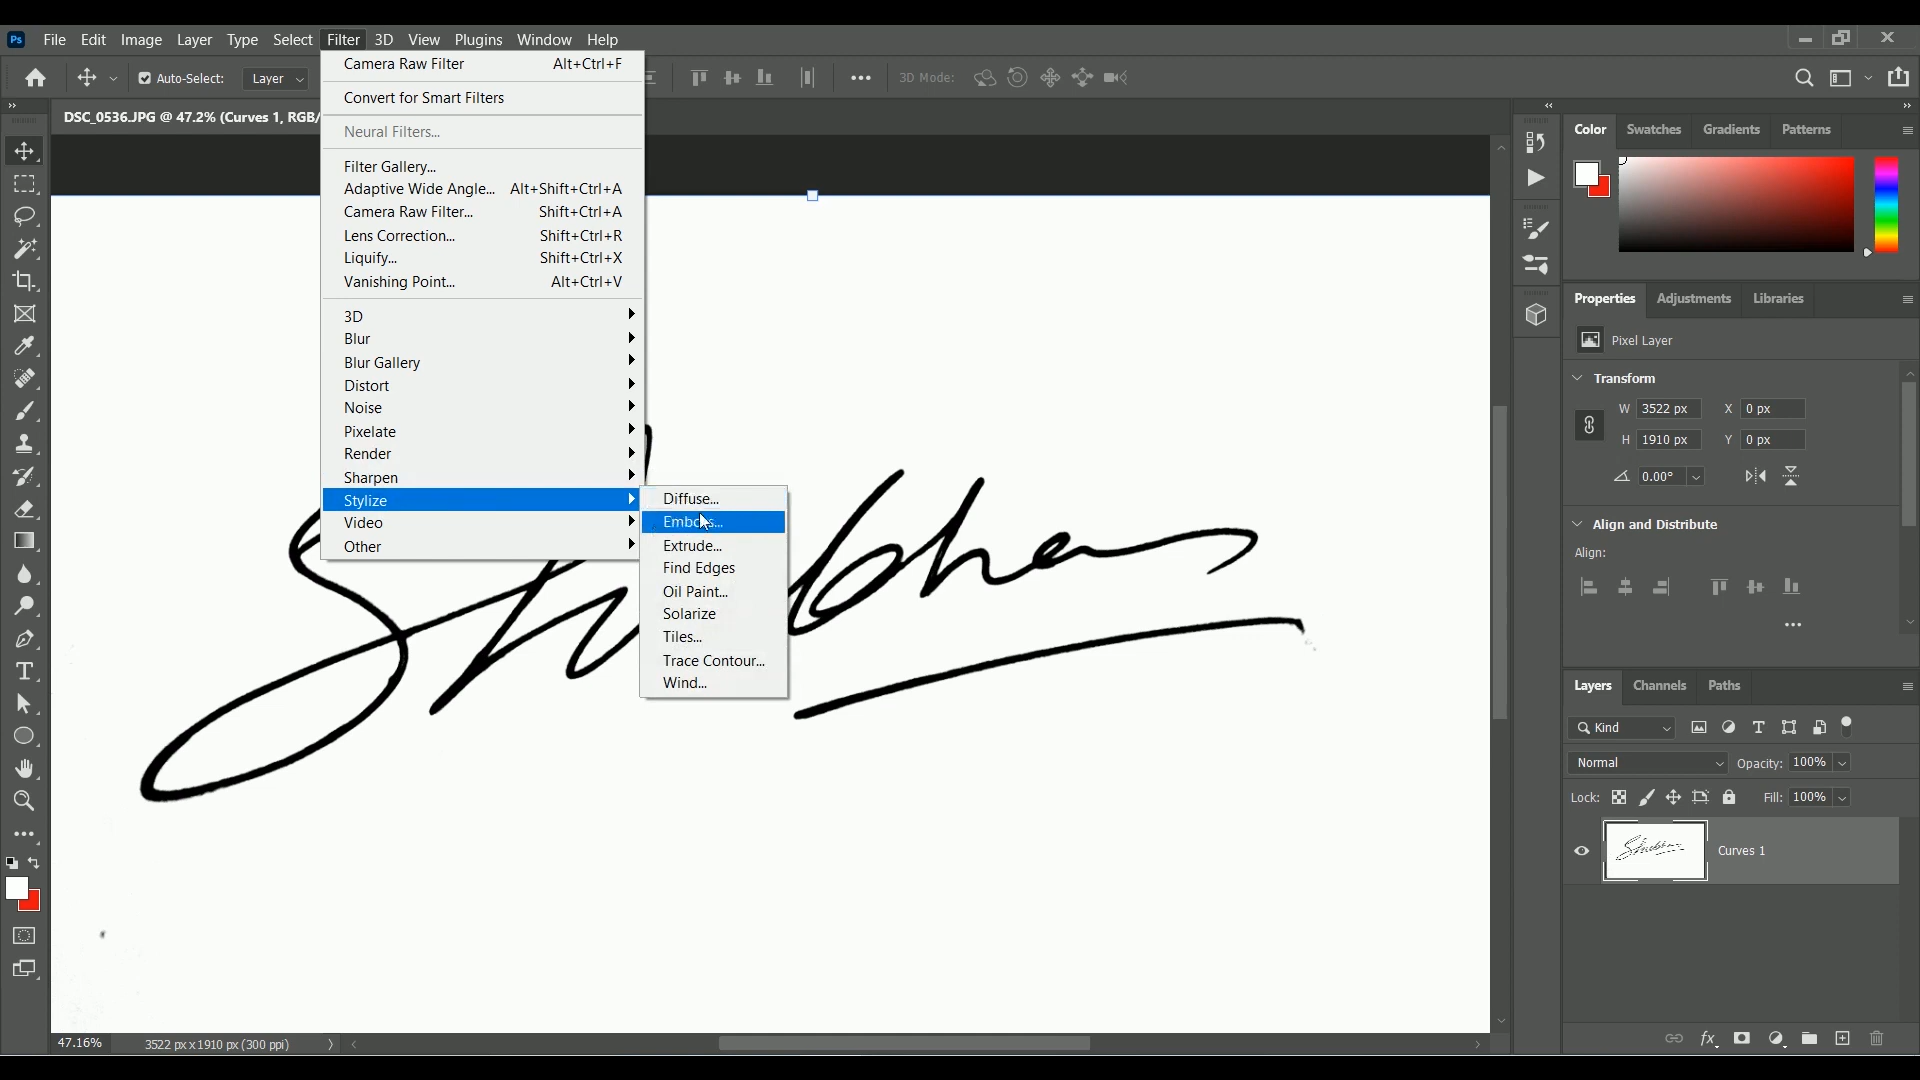 Ps File Edit Image Layer Type Select Filter 3D View Plugins Window Help
Auto-Select: Layer 3D Mode:
DSC_0536.JPG @ 47.2% (Curves 1, RGB/
Camera Raw Filter Alt+Ctrl+F
Convert for Smart Filters
Neural Filters...
Filter Gallery...
Adaptive Wide Angle... Alt+Shift+Ctrl+A
Camera Raw Filter... Shift+Ctrl+A
Lens Correction... Shift+Ctrl+R
Liquify... Shift+Ctrl+X
Vanishing Point... Alt+Ctrl+V
3D
Blur
Blur Gallery
Distort
Noise
Pixelate
Render
Sharpen
Stylize
Video
Other
Diffuse...
Emboss...
Extrude...
Find Edges
Oil Paint...
Solarize
Tiles...
Trace Contour...
Wind...
47.16% 3522 px x 1910 px (300 ppi)
Color Swatches Gradients Patterns
Properties Adjustments Libraries
Pixel Layer
Transform
W 3522 px X 0 px
H 1910 px Y 0 px
0.00°
Align and Distribute
Align:
Layers Channels Paths
Kind
Normal Opacity: 100%
Lock: Fill: 100%
Curves 1